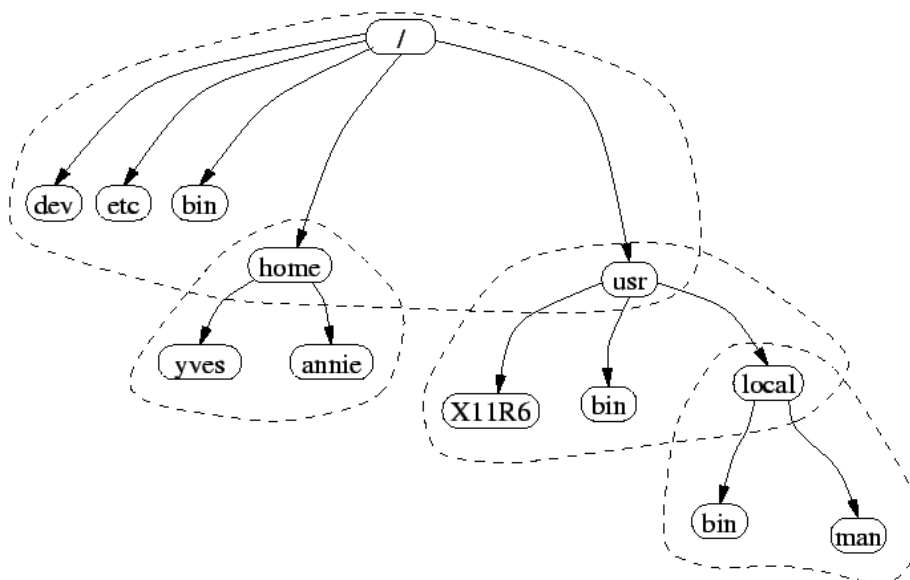 /
dev etc bin
home
usr
yves annie
local
X11R6 bin
bin
man